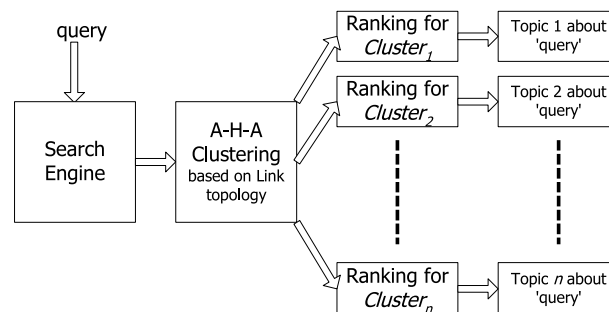 query
Search
Engine
A-H-A
Clustering
based on Link
topology
Ranking for
Cluster1
Topic 1 about
'query'
Ranking for
Cluster2
Topic 2 about
'query'
Ranking for
Clustern
Topic n about
'query'